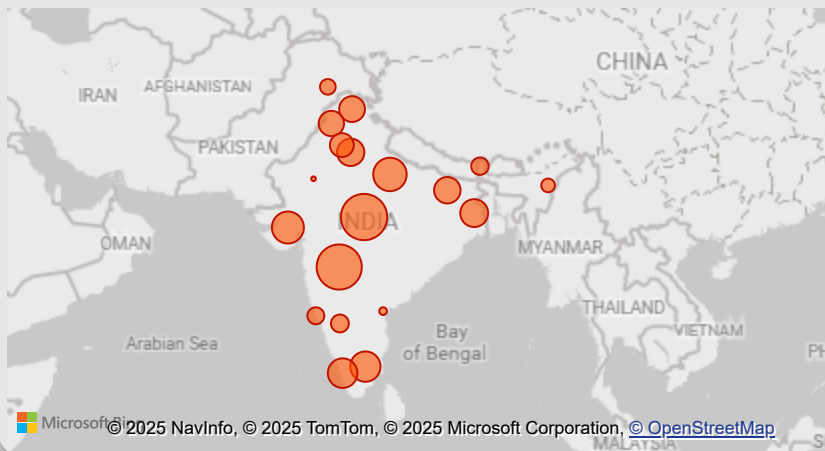 CHINA
IRAN
AFGHANISTAN
PAKISTAN
INDIA
OMAN
MYANMAR
THAILAND
VIETNAM
Arabian Sea
Bay
of Bengal
PH
Microsoft Bing
© 2025 NavInfo, © 2025 TomTom, © 2025 Microsoft Corporation, © OpenStreetMap
MALAYSIA
S